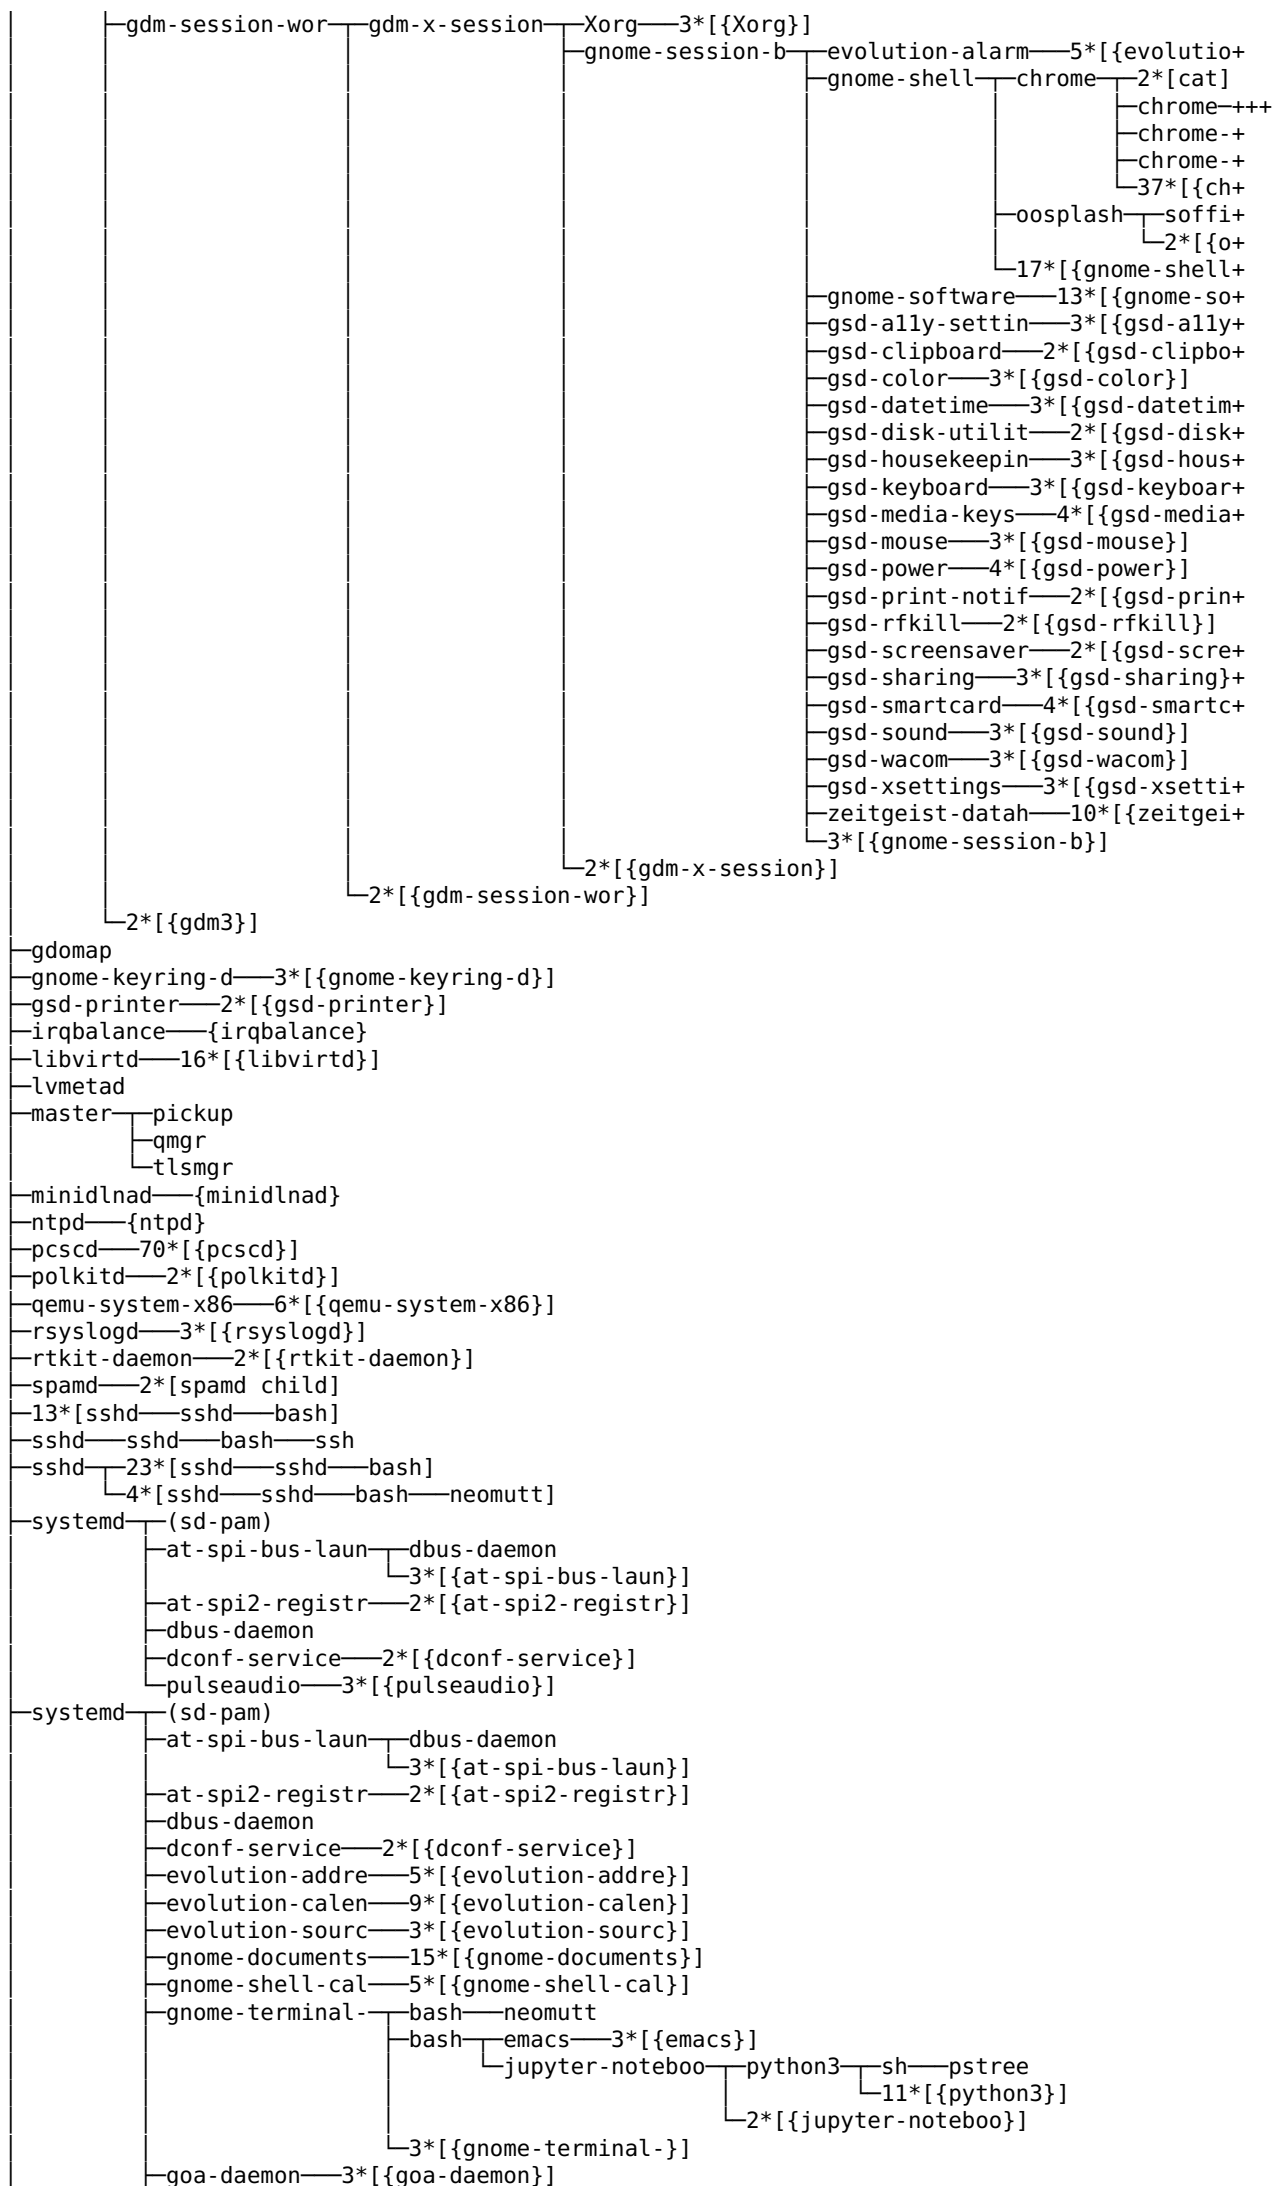 │      ├─gdm-session-wor─┬─gdm-x-session─┬─Xorg───3*[{Xorg}]
│      │                 │               ├─gnome-session-b─┬─evolution-alarm───5*[{evolutio+
│      │                 │               │                 ├─gnome-shell─┬─chrome─┬─2*[cat]
│      │                 │               │                 │             │        ├─chrome─+++
│      │                 │               │                 │             │        ├─chrome-+
│      │                 │               │                 │             │        ├─chrome-+
│      │                 │               │                 │             │        └─37*[{ch+
│      │                 │               │                 │             ├─oosplash─┬─soffi+
│      │                 │               │                 │             │          └─2*[{o+
│      │                 │               │                 │             └─17*[{gnome-shell+
│      │                 │               │                 ├─gnome-software───13*[{gnome-so+
│      │                 │               │                 ├─gsd-a11y-settin───3*[{gsd-a11y+
│      │                 │               │                 ├─gsd-clipboard───2*[{gsd-clipbo+
│      │                 │               │                 ├─gsd-color───3*[{gsd-color}]
│      │                 │               │                 ├─gsd-datetime───3*[{gsd-datetim+
│      │                 │               │                 ├─gsd-disk-utilit───2*[{gsd-disk+
│      │                 │               │                 ├─gsd-housekeepin───3*[{gsd-hous+
│      │                 │               │                 ├─gsd-keyboard───3*[{gsd-keyboar+
│      │                 │               │                 ├─gsd-media-keys───4*[{gsd-media+
│      │                 │               │                 ├─gsd-mouse───3*[{gsd-mouse}]
│      │                 │               │                 ├─gsd-power───4*[{gsd-power}]
│      │                 │               │                 ├─gsd-print-notif───2*[{gsd-prin+
│      │                 │               │                 ├─gsd-rfkill───2*[{gsd-rfkill}]
│      │                 │               │                 ├─gsd-screensaver───2*[{gsd-scre+
│      │                 │               │                 ├─gsd-sharing───3*[{gsd-sharing}+
│      │                 │               │                 ├─gsd-smartcard───4*[{gsd-smartc+
│      │                 │               │                 ├─gsd-sound───3*[{gsd-sound}]
│      │                 │               │                 ├─gsd-wacom───3*[{gsd-wacom}]
│      │                 │               │                 ├─gsd-xsettings───3*[{gsd-xsetti+
│      │                 │               │                 ├─zeitgeist-datah───10*[{zeitgei+
│      │                 │               │                 └─3*[{gnome-session-b}]
│      │                 │               └─2*[{gdm-x-session}]
│      │                 └─2*[{gdm-session-wor}]
│      └─2*[{gdm3}]
├─gdomap
├─gnome-keyring-d───3*[{gnome-keyring-d}]
├─gsd-printer───2*[{gsd-printer}]
├─irqbalance───{irqbalance}
├─libvirtd───16*[{libvirtd}]
├─lvmetad
├─master─┬─pickup
│        ├─qmgr
│        └─tlsmgr
├─minidlnad───{minidlnad}
├─ntpd───{ntpd}
├─pcscd───70*[{pcscd}]
├─polkitd───2*[{polkitd}]
├─qemu-system-x86───6*[{qemu-system-x86}]
├─rsyslogd───3*[{rsyslogd}]
├─rtkit-daemon───2*[{rtkit-daemon}]
├─spamd───2*[spamd child]
├─13*[sshd───sshd───bash]
├─sshd───sshd───bash───ssh
├─sshd─┬─23*[sshd───sshd───bash]
│      └─4*[sshd───sshd───bash───neomutt]
├─systemd─┬─(sd-pam)
│         ├─at-spi-bus-laun─┬─dbus-daemon
│         │                 └─3*[{at-spi-bus-laun}]
│         ├─at-spi2-registr───2*[{at-spi2-registr}]
│         ├─dbus-daemon
│         ├─dconf-service───2*[{dconf-service}]
│         └─pulseaudio───3*[{pulseaudio}]
├─systemd─┬─(sd-pam)
│         ├─at-spi-bus-laun─┬─dbus-daemon
│         │                 └─3*[{at-spi-bus-laun}]
│         ├─at-spi2-registr───2*[{at-spi2-registr}]
│         ├─dbus-daemon
│         ├─dconf-service───2*[{dconf-service}]
│         ├─evolution-addre───5*[{evolution-addre}]
│         ├─evolution-calen───9*[{evolution-calen}]
│         ├─evolution-sourc───3*[{evolution-sourc}]
│         ├─gnome-documents───15*[{gnome-documents}]
│         ├─gnome-shell-cal───5*[{gnome-shell-cal}]
│         ├─gnome-terminal-─┬─bash───neomutt
│         │                 ├─bash─┬─emacs───3*[{emacs}]
│         │                 │      └─jupyter-noteboo─┬─python3─┬─sh───pstree
│         │                 │                        │         └─11*[{python3}]
│         │                 │                        └─2*[{jupyter-noteboo}]
│         │                 └─3*[{gnome-terminal-}]
│         ├─goa-daemon───3*[{goa-daemon}]